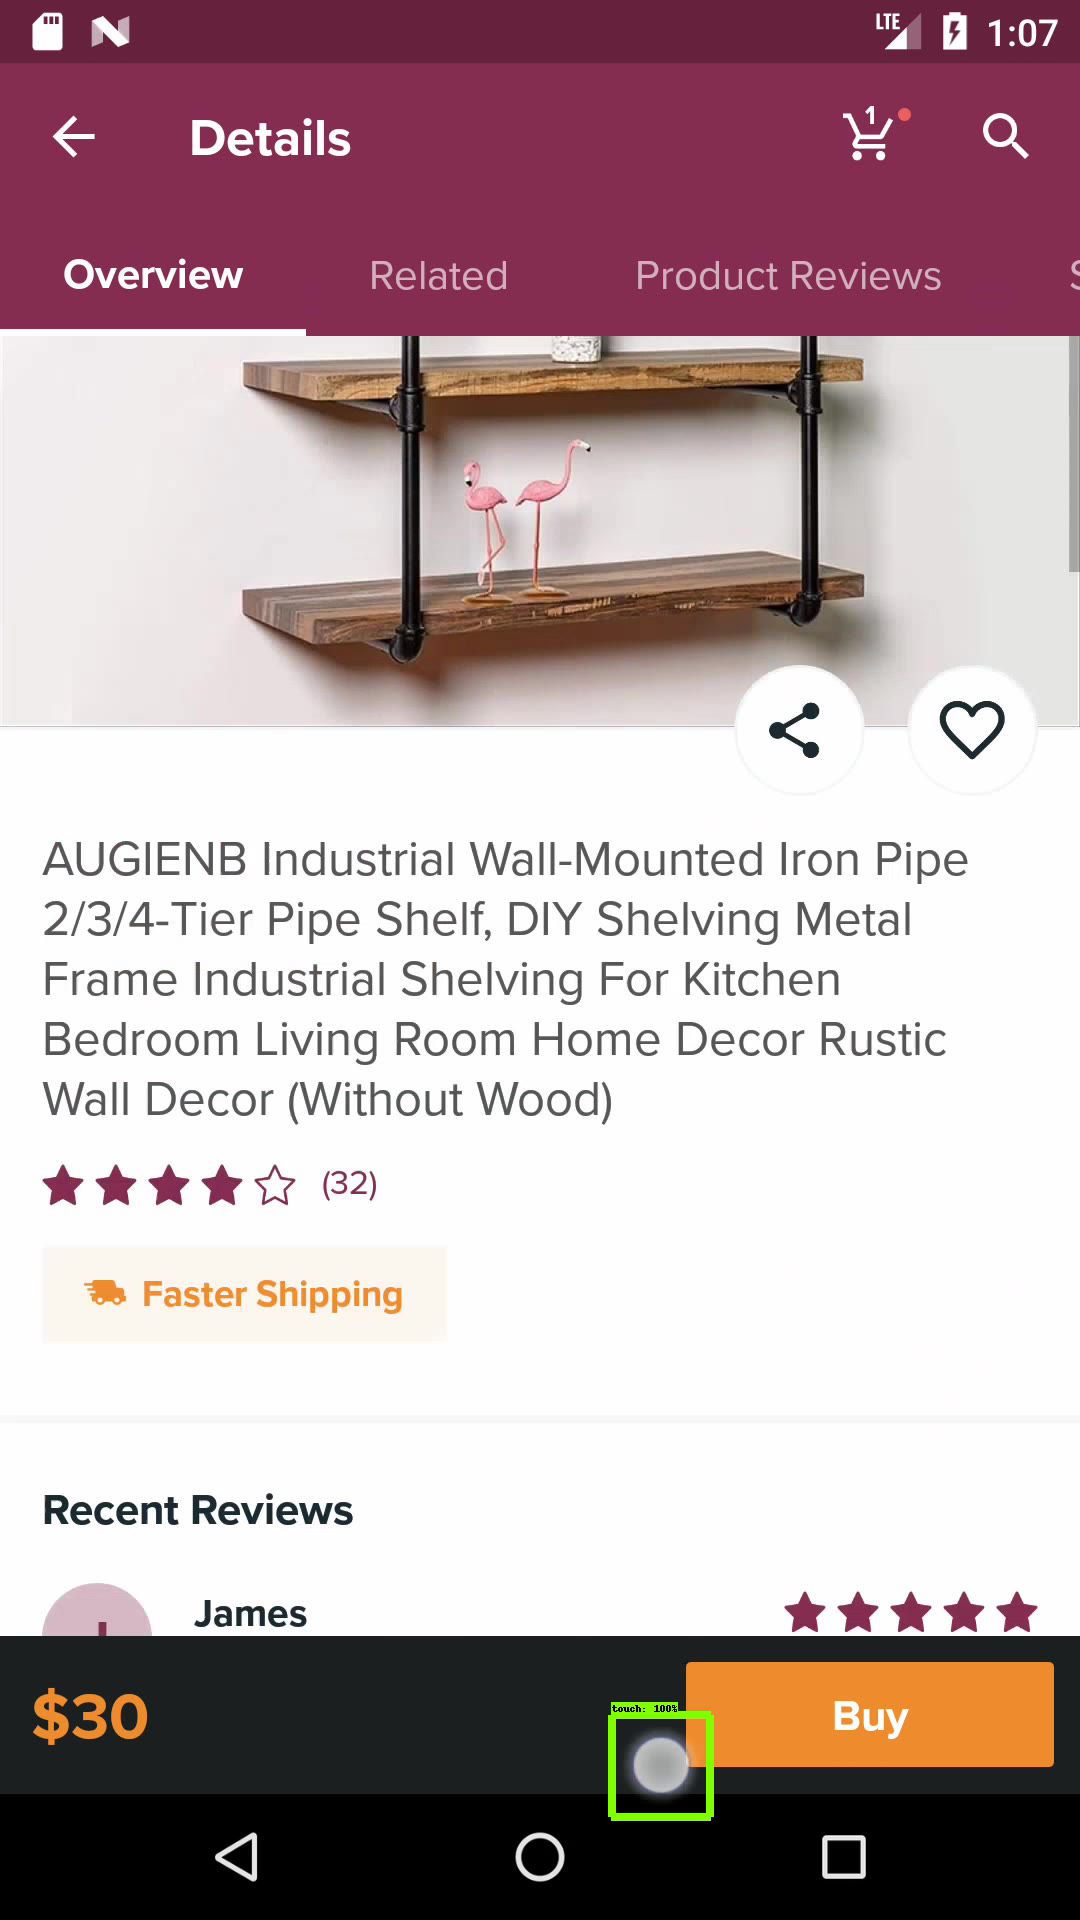 LTE 1:07
Details
1
Overview Related Product Reviews S
AUGIENB Industrial Wall-Mounted Iron Pipe
2/3/4-Tier Pipe Shelf, DIY Shelving Metal
Frame Industrial Shelving For Kitchen
Bedroom Living Room Home Decor Rustic
Wall Decor (Without Wood)
(32)
Faster Shipping
Recent Reviews
J
James
touch: 100%
$30
Buy